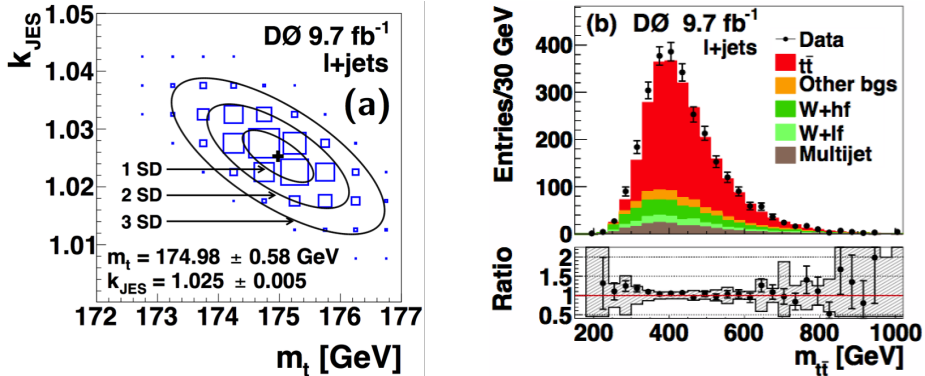 k_JES
1.05
1.04
1.03
1.02
1.01
DØ 9.7 fb⁻¹
l+jets
(a)
1 SD
2 SD
3 SD
m_t = 174.98 ± 0.58 GeV
k_JES = 1.025 ± 0.005
172 173 174 175 176 177
m_t [GeV]
Entries/30 GeV
400
300
200
100
0
(b) DØ 9.7 fb⁻¹
l+jets
Data
tt̄
Other bgs
W+hf
W+lf
Multijet
Ratio
2
1.5
1
0.5
200 400 600 800 1000
m_tt̄ [GeV]